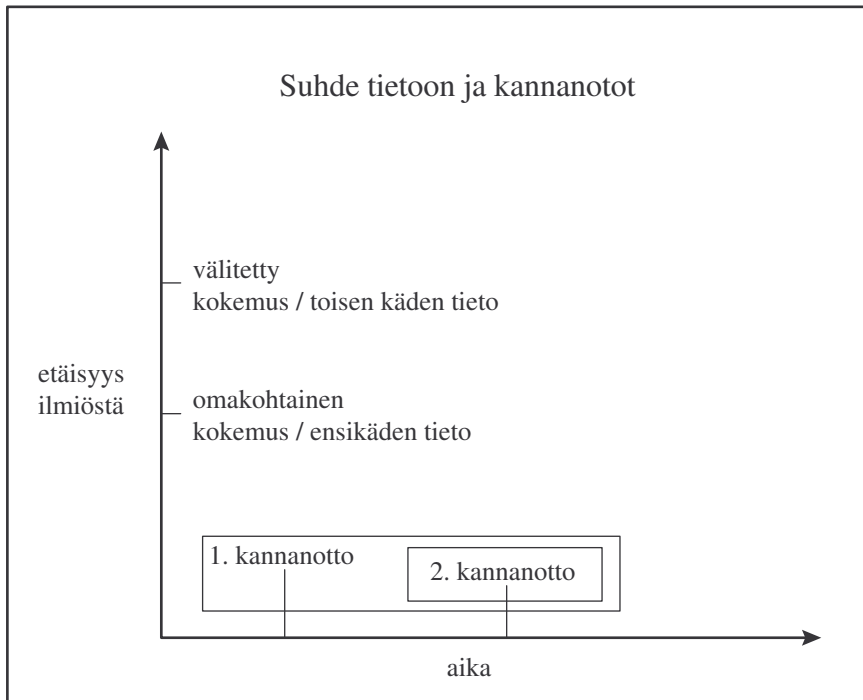 Suhde tietoon ja kannanotot
välitetty
kokemus / toisen käden tieto
etäisyys
ilmiöstä
omakohtainen
kokemus / ensikäden tieto
1. kannanotto
2. kannanotto
aika